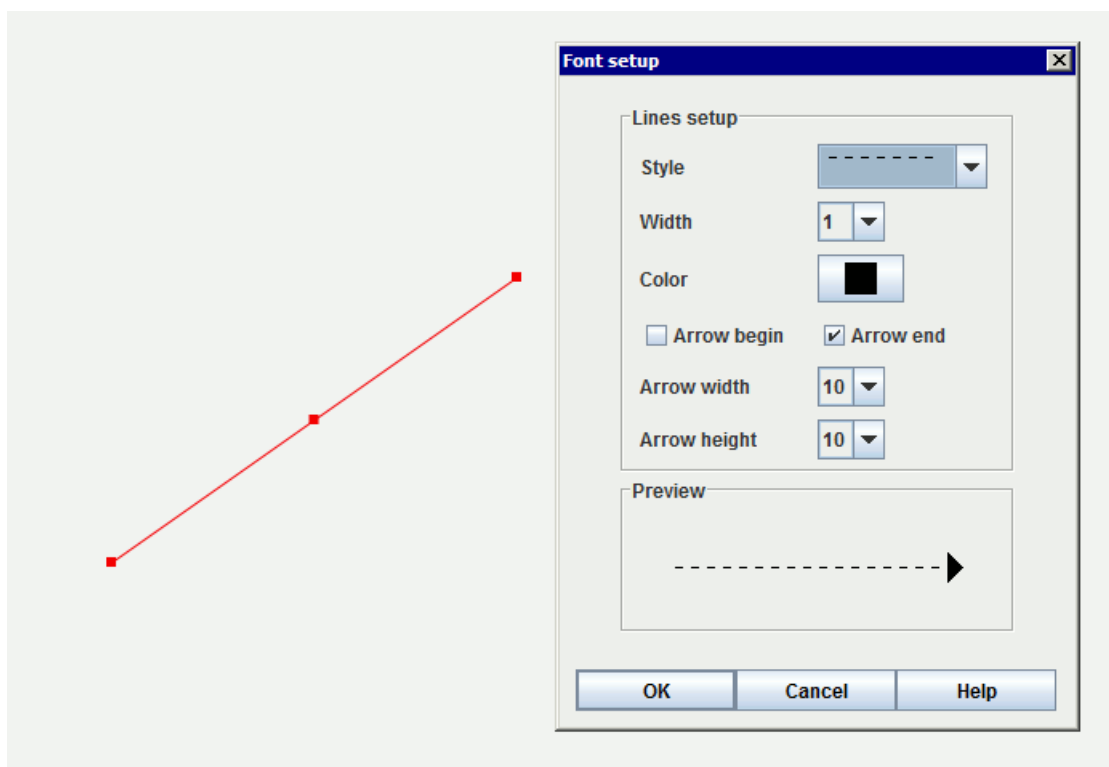 Font setup
Lines setup
Style
Width 1
Color
Arrow begin Arrow end
Arrow width 10
Arrow height 10
Preview
OK Cancel Help